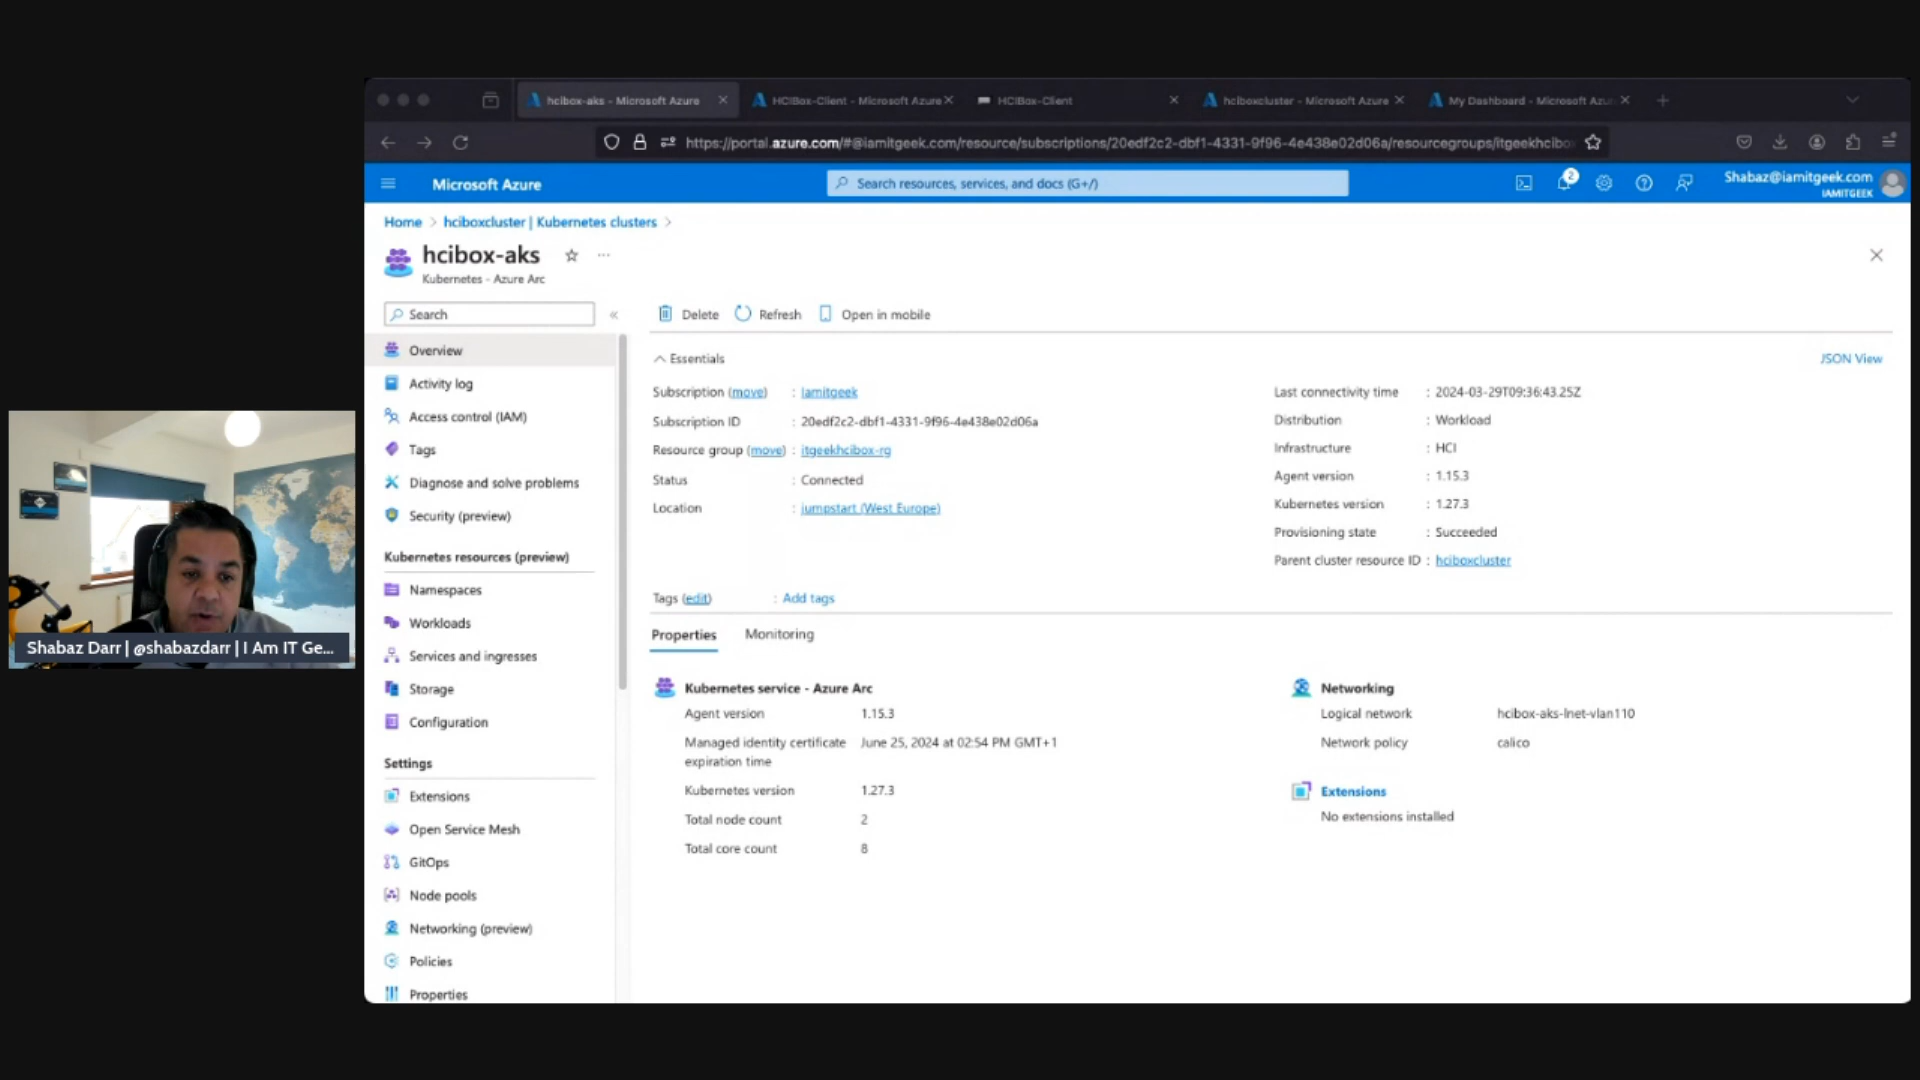 hcibox-aks - Microsoft Azure
HCIBox-Client - Microsoft Azure
HCIBox-Client
hciboxcluster - Microsoft Azure
My Dashboard - Microsoft Azu
https://portal.azure.com/#@iamitgeek.com/resource/subscriptions/20edf2c2-dbf1-4331-9f96-4e438e02d06a/resourcegroups/itgeekhcibo
Microsoft Azure
Search resources, services, and docs (G+/)
2
Shabaz@iamitgeek.com
IAMITGEEK
Home > hciboxcluster | Kubernetes clusters >
hcibox-aks
Kubernetes - Azure Arc
Search
Delete
Refresh
Open in mobile
Overview
Activity log
Access control (IAM)
Tags
Diagnose and solve problems
Security (preview)
Kubernetes resources (preview)
Namespaces
Workloads
Services and ingresses
Storage
Configuration
Settings
Extensions
Open Service Mesh
GitOps
Node pools
Networking (preview)
Policies
Properties
Essentials
JSON View
Subscription (move) : iamitgeek
Subscription ID : 20edf2c2-dbf1-4331-9f96-4e438e02d06a
Resource group (move) : itgeekhcibox-rg
Status : Connected
Location : jumpstart (West Europe)
Last connectivity time : 2024-03-29T09:36:43.25Z
Distribution : Workload
Infrastructure : HCI
Agent version : 1.15.3
Kubernetes version : 1.27.3
Provisioning state : Succeeded
Parent cluster resource ID : hciboxcluster
Tags (edit) : Add tags
Properties
Monitoring
Kubernetes service - Azure Arc
Agent version 1.15.3
Managed identity certificate June 25, 2024 at 02:54 PM GMT+1
expiration time
Kubernetes version 1.27.3
Total node count 2
Total core count 8
Networking
Logical network hcibox-aks-lnet-vlan110
Network policy calico
Extensions
No extensions installed
Shabaz Darr | @shabazdarr | I Am IT Ge...